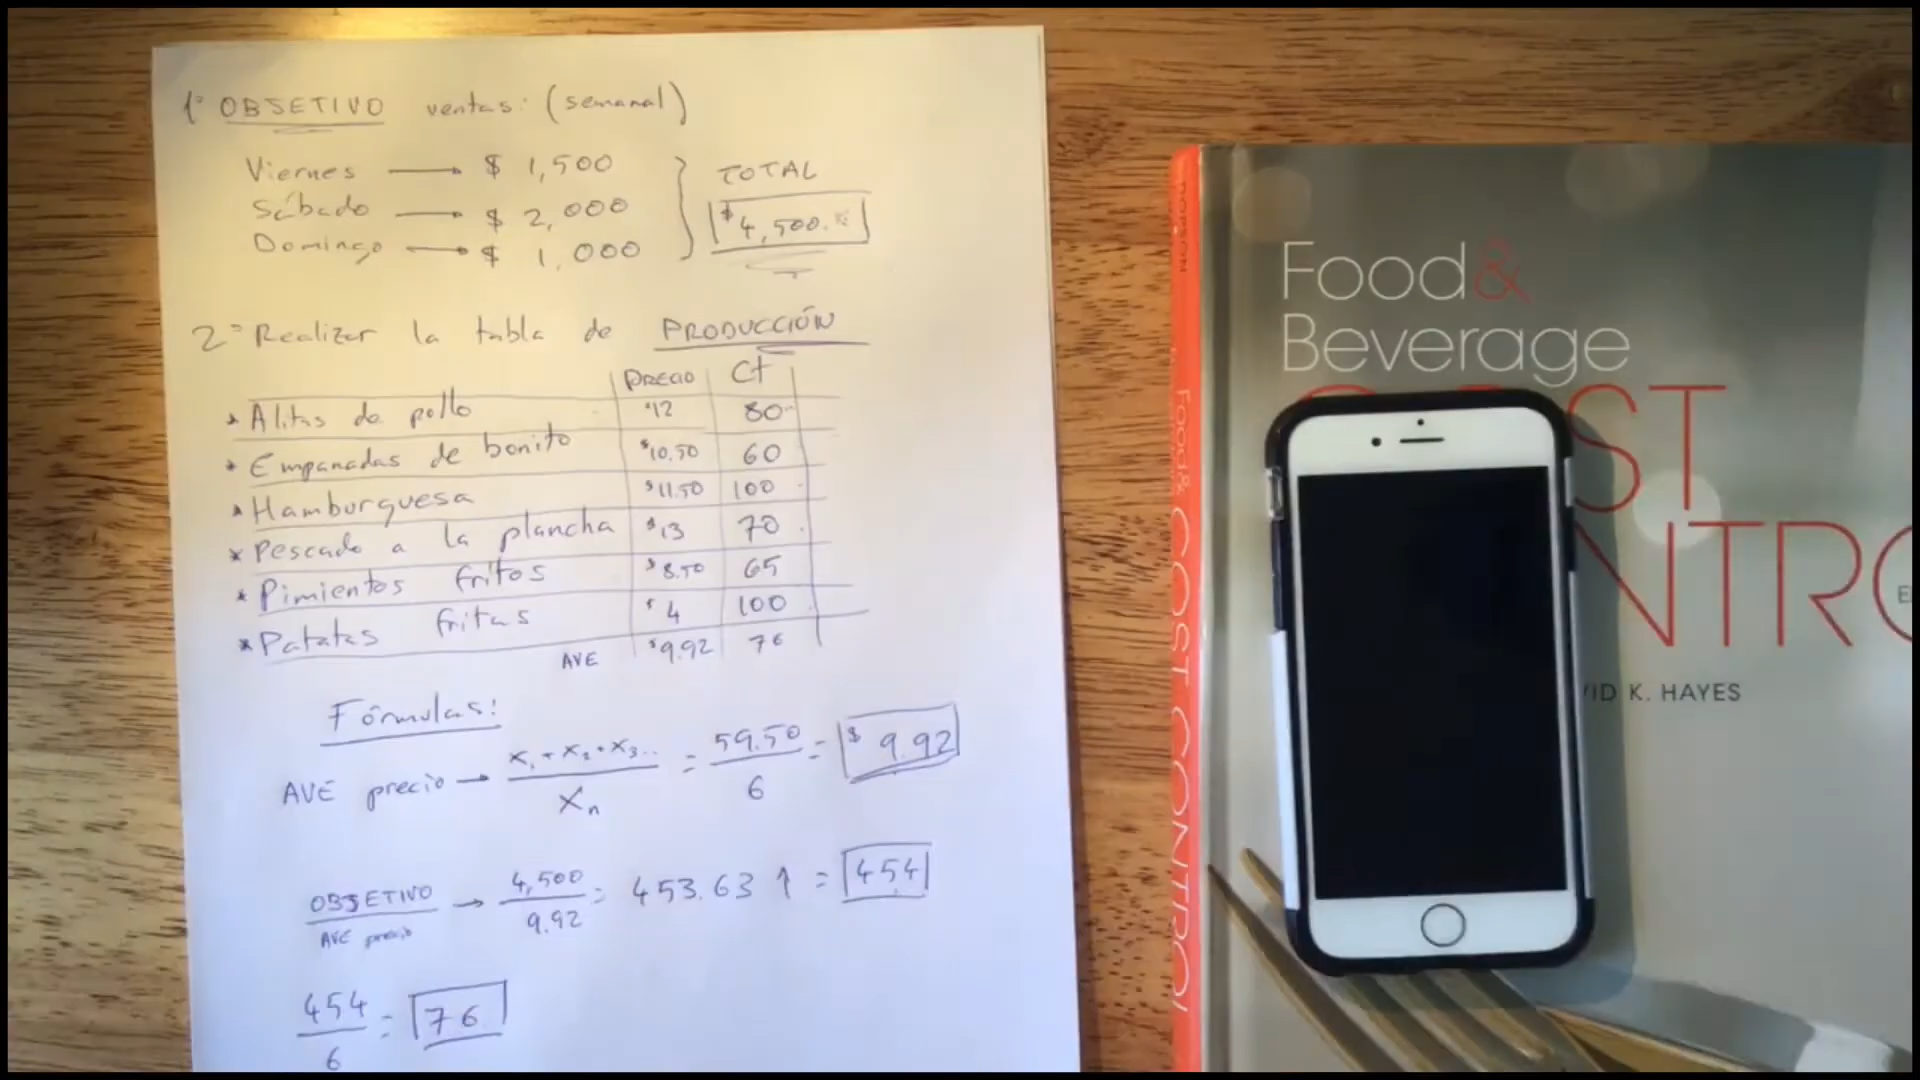 1º OBJETIVO ventas: (semanal)
Viernes → $ 1,500
Sábado → $ 2,000
Domingo → $ 1,000
TOTAL
$4,500.
2º Realizar la tabla de PRODUCCIÓN
PRECIO Ct
* Alitas de pollo $12 80
* Empanadas de bonito $10.50 60
* Hamburguesa $11.50 100
* Pescado a la plancha $13 70
* Pimientos fritos $8.50 65
* Patatas fritas $4 100
AVE $9.92 76
Fórmulas:
AVE precio → X1 + X2 + X3.. / Xn = 59.50 / 6 = $9.92
OBJETIVO / AVE precio → 4,500 / 9.92 = 453.63 ↑ = 454
454 / 6 = 76
Food&
Beverage
ST
NTRO
VID K. HAYES
Food& COST CONTROL